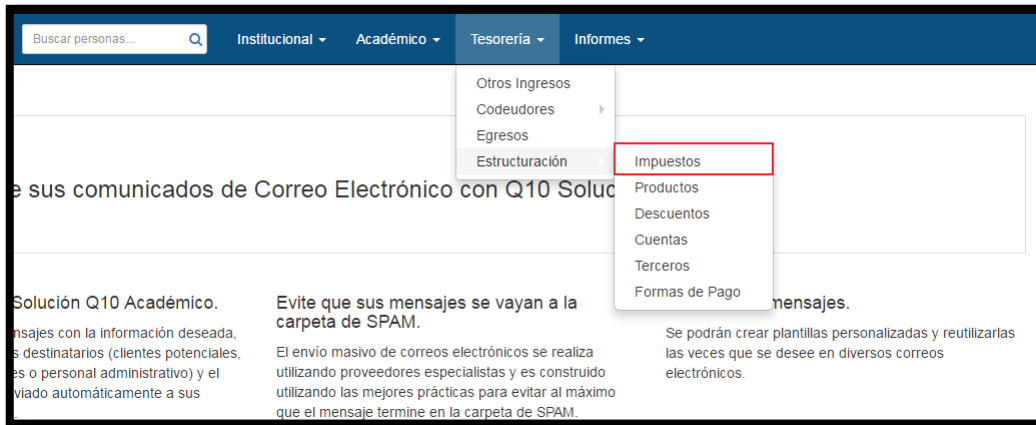 Buscar personas...
Institucional
Académico
Tesorería
Informes
Otros Ingresos
Codeudores
Egresos
Estructuración
Impuestos
Productos
Descuentos
Cuentas
Terceros
Formas de Pago
e sus comunicados de Correo Electrónico con Q10 Soluc
Solución Q10 Académico.
nsajes con la información deseada,
s destinatarios (clientes potenciales,
es o personal administrativo) y el
viado automáticamente a sus
Evite que sus mensajes se vayan a la
carpeta de SPAM.
El envío masivo de correos electrónicos se realiza
utilizando proveedores especialistas y es construido
utilizando las mejores prácticas para evitar al máximo
que el mensaje termine en la carpeta de SPAM.
mensajes.
Se podrán crear plantillas personalizadas y reutilizarlas
las veces que se desee en diversos correos
electrónicos.